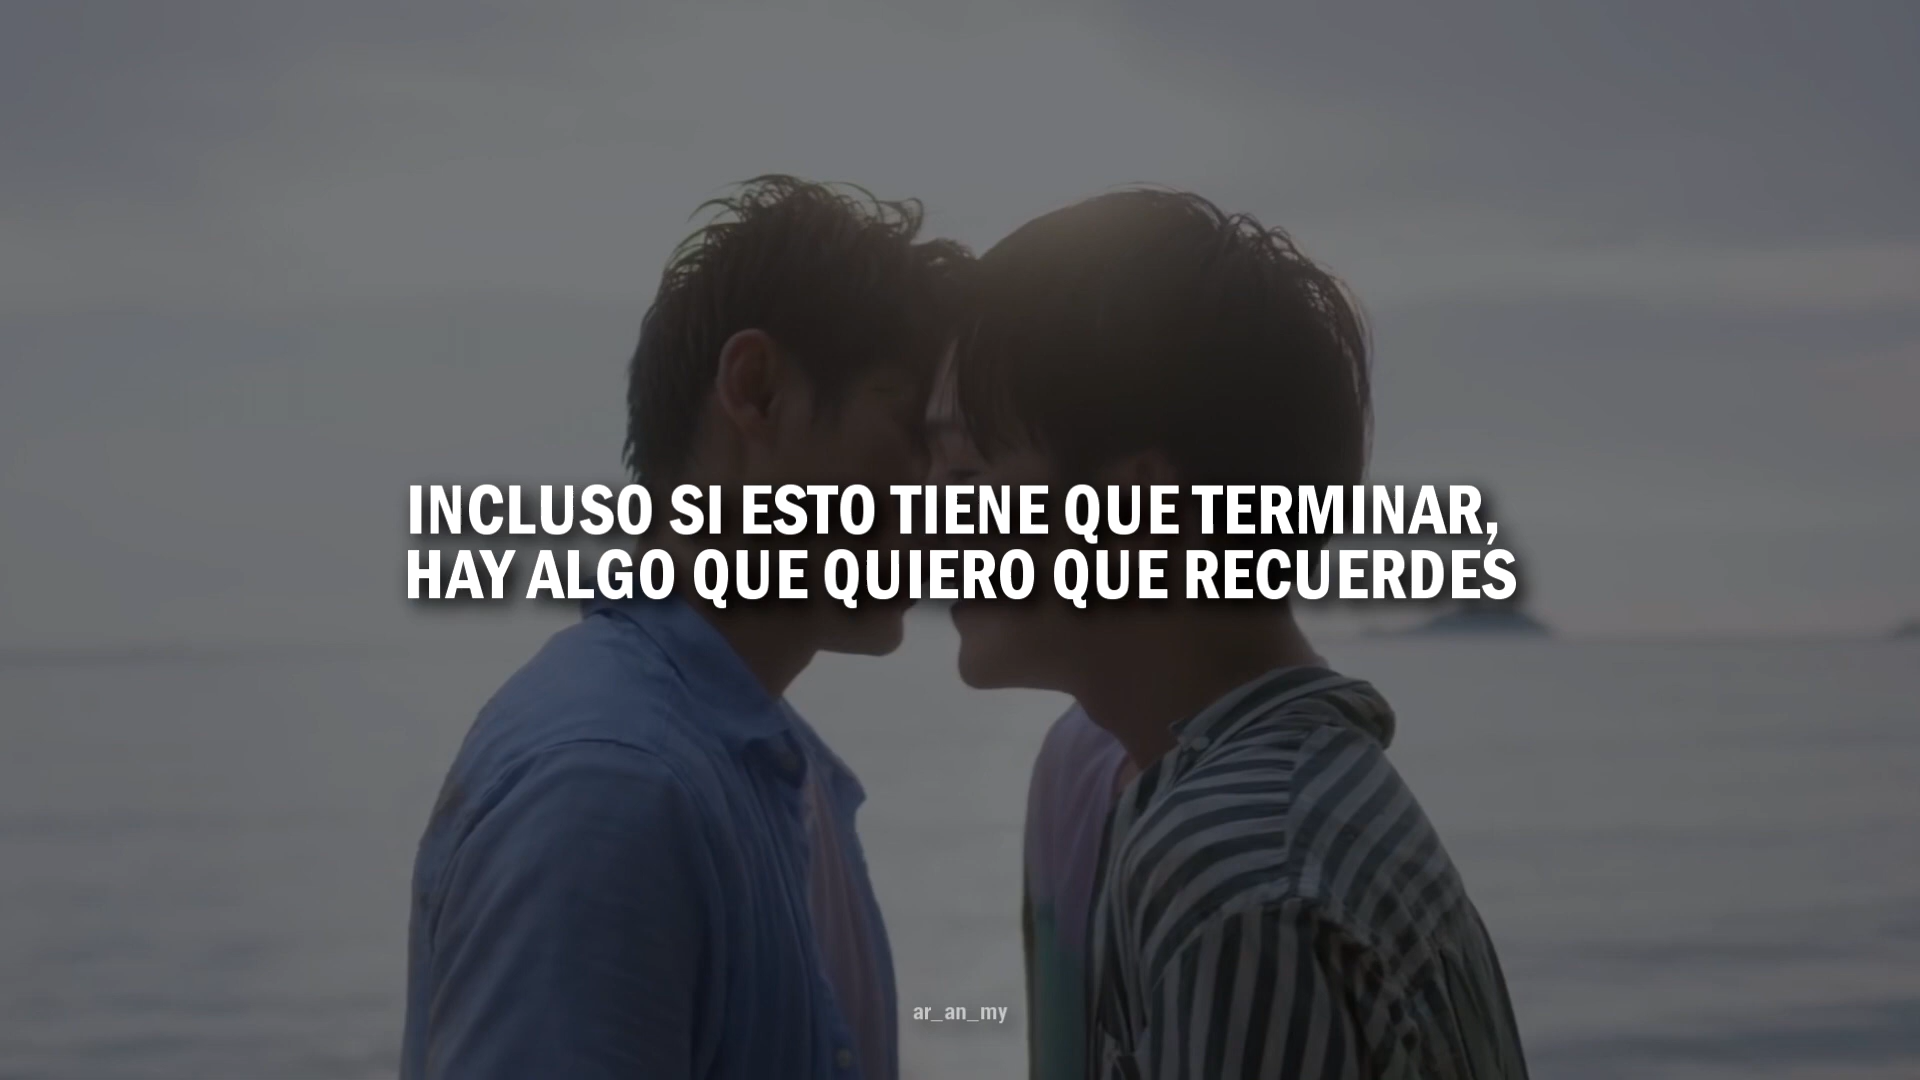 INCLUSO SI ESTO TIENE QUE TERMINAR,
HAY ALGO QUE QUIERO QUE RECUERDES
ar_an_my